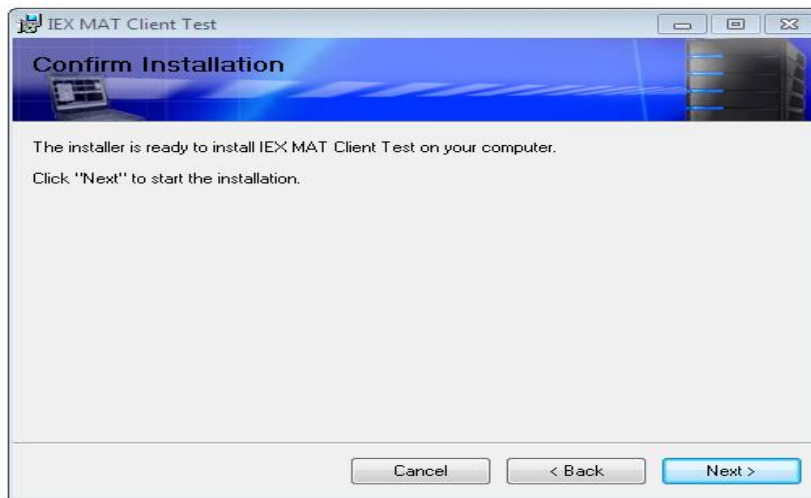 IEX MAT Client Test
Confirm Installation
The installer is ready to install IEX MAT Client Test on your computer.
Click "Next" to start the installation.
Cancel
< Back
Next >